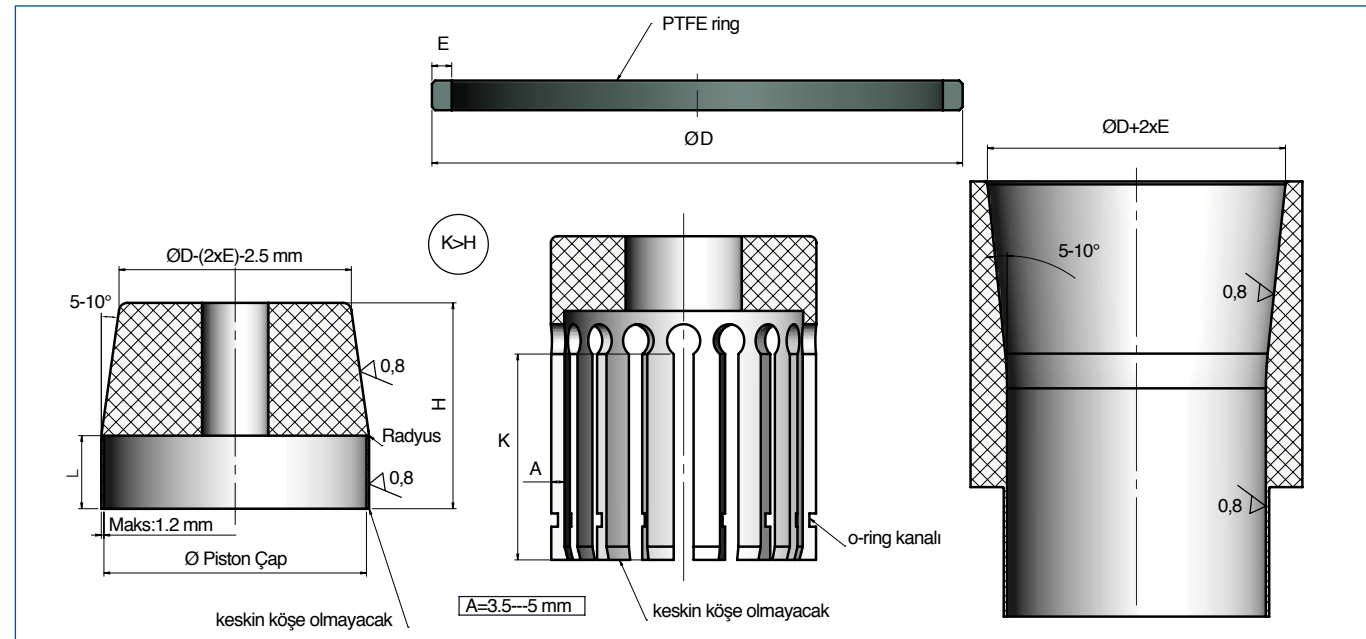 PTFE ring
E
ØD
ØD+2xE
K>H
ØD-(2xE)-2.5 mm
5-10°
5-10°
0,8
0,8
H
K
Radyus
A
L
0,8
0,8
Maks:1.2 mm
o-ring kanalı
Ø Piston Çap
A=3.5---5 mm
keskin köşe olmayacak
keskin köşe olmayacak